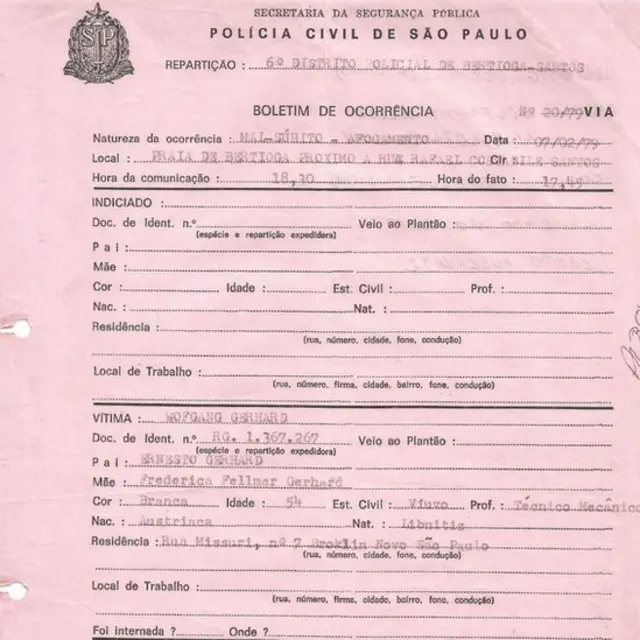 SP
SECRETARIA DA SEGURANÇA PÚBLICA
POLÍCIA CIVIL DE SÃO PAULO
REPARTIÇÃO : 6º DISTRITO POLICIAL DE BERTIOGA-SANTOS
BOLETIM DE OCORRÊNCIA Nº 20/79 VIA
Natureza da ocorrência : MAL-SÚBITO - AFOGAMENTO Data : 07/02/79
Local : PRAIA DE BERTIOGA PROXIMO A RUE RAFAEL Cir SANTOS
Hora da comunicação : 18,30 Hora do fato : 17,45
INDICIADO :
Doc. de Ident. n.º Veio ao Plantão :
(espécie e repartição expedidora)
Pai :
Mãe :
Cor : Idade : Est. Civil : Prof. :
Nac. : Nat. :
Residência :
(rua, número, cidade, fone, condução)
Local de Trabalho :
(rua, número, firma, cidade, bairro, fone, condução)
VÍTIMA : WOFGANG GERHARD
Doc. de Ident. n.º RG. 1.367.267 Veio ao Plantão :
(espécie e repartição expedidora)
Pai : ERNESTO GERHARD
Mãe : Frederica Fellmer Gerhard
Cor : Branca Idade : 54 Est. Civil : Viuvo Prof. : Técnico Mecânico
Nac. : Austriaca Nat. : Libnitiz
Residência : Rua Missuri, nº 7 Broklin Novo São Paulo
(rua, número, cidade, fone, condução)
Local de Trabalho :
(rua, número, firma, cidade, bairro, fone, condução)
Foi internada ? Onde ?